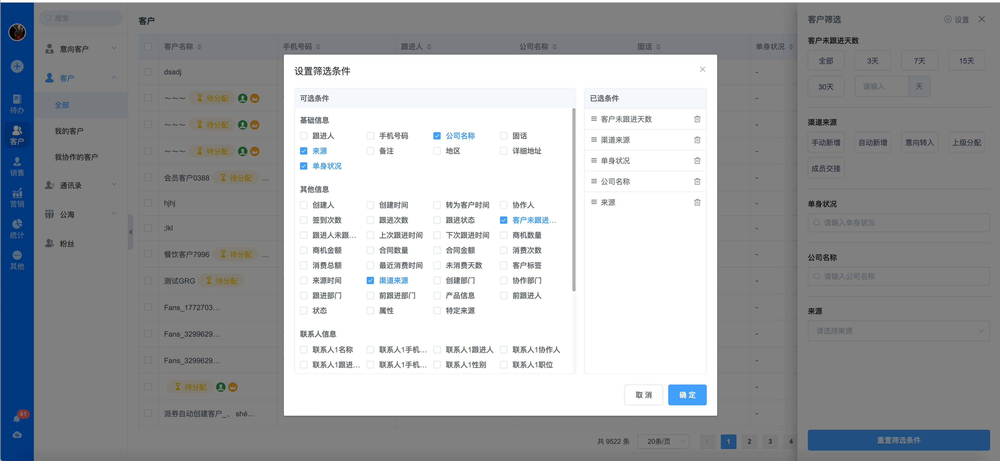 搜索
意向客户
客户
全部
我的客户
我协作的客户
通讯录
公海
粉丝
待办
客户
销售
营销
统计
其他
41
客户
客户名称
手机号码
跟进人
公司名称
固话
单身状况
dsadj
-
～～～ 待分配
-
～～～ 待分配
-
～～～ 待分配
-
会员客户0388 待分配 ...
-
hjhj
-
;lkl
-
餐饮客户7996 待分配 ...
-
测试GRG 待分配
-
Fans_1772703...
-
Fans_3299629...
-
Fans_3299629...
-
待分配
-
派券自动创建客户_、 shé...
-
共 9522 条
20条/页
1
2
3
4
设置筛选条件
可选条件
基础信息
跟进人 手机号码 公司名称 固话
来源 备注 地区 详细地址
单身状况
其他信息
创建人 创建时间 转为客户时间 协作人
签到次数 跟进次数 跟进状态 客户未跟进...
跟进人未跟... 上次跟进时间 下次跟进时间 商机数量
商机金额 合同数量 合同金额 消费次数
消费总额 最近消费时间 未消费天数 客户标签
来源时间 渠道来源 创建部门 协作部门
跟进部门 前跟进部门 产品信息 前跟进人
状态 属性 特定来源
联系人信息
联系人1名称 联系人1手机... 联系人1跟进人 联系人1协作人
联系人1跟进... 联系人1手机... 联系人1性别 联系人1职位
已选条件
客户未跟进天数
渠道来源
单身状况
公司名称
来源
取 消
确 定
客户筛选
设置
客户未跟进天数
全部 3天 7天 15天
30天 请输入 天
渠道来源
手动新增 自动新增 意向转入 上级分配
成员交接
单身状况
请输入单身状况
公司名称
请输入公司名称
来源
请选择来源
重置筛选条件